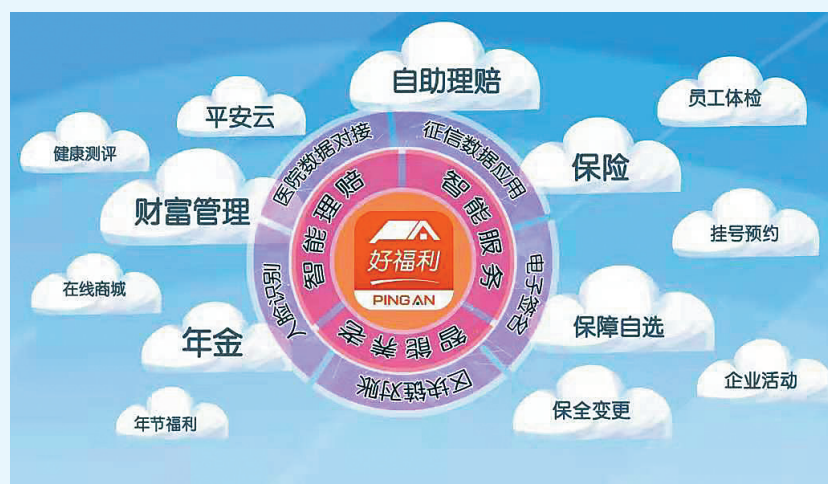 自助理赔
员工体检
平安云
健康测评
保险
财富管理
挂号预约
在线商城
年金
保障自选
企业活动
年节福利
保全变更
医院数据对接
征信数据应用
电子签名
区块链对账
人脸识别
智能理赔
智能服务
智能养老
好福利
PING AN